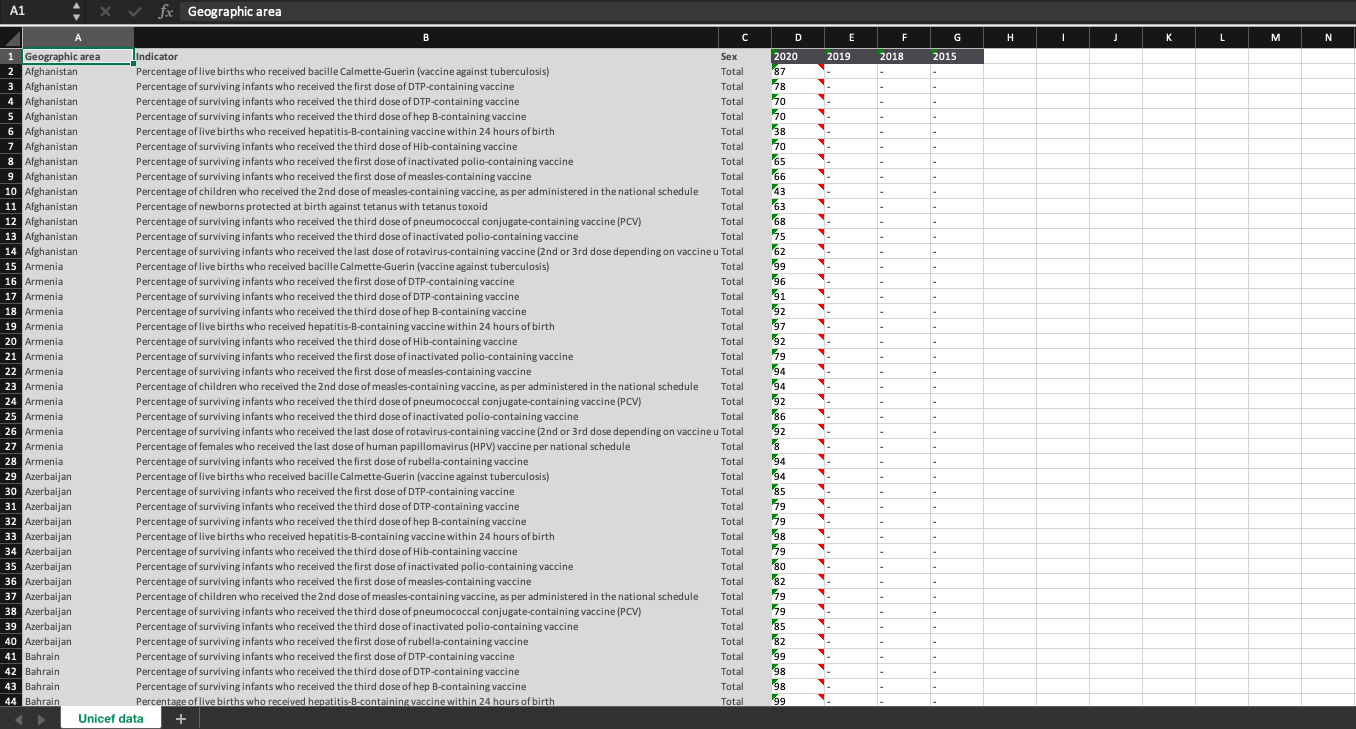 A1 fx Geographic area
A B C D E F G H I J K L M N
1 Geographic area Indicator Sex 2020 2019 2018 2015
2 Afghanistan Percentage of live births who received bacille Calmette-Guerin (vaccine against tuberculosis) Total 87 - - -
3 Afghanistan Percentage of surviving infants who received the first dose of DTP-containing vaccine Total 78 - - -
4 Afghanistan Percentage of surviving infants who received the third dose of DTP-containing vaccine Total 70 - - -
5 Afghanistan Percentage of surviving infants who received the third dose of hep B-containing vaccine Total 70 - - -
6 Afghanistan Percentage of live births who received hepatitis-B-containing vaccine within 24 hours of birth Total 38 - - -
7 Afghanistan Percentage of surviving infants who received the third dose of Hib-containing vaccine Total 70 - - -
8 Afghanistan Percentage of surviving infants who received the first dose of inactivated polio-containing vaccine Total 65 - - -
9 Afghanistan Percentage of surviving infants who received the first dose of measles-containing vaccine Total 66 - - -
10 Afghanistan Percentage of children who received the 2nd dose of measles-containing vaccine, as per administered in the national schedule Total 43 - - -
11 Afghanistan Percentage of newborns protected at birth against tetanus with tetanus toxoid Total 63 - - -
12 Afghanistan Percentage of surviving infants who received the third dose of pneumococcal conjugate-containing vaccine (PCV) Total 68 - - -
13 Afghanistan Percentage of surviving infants who received the third dose of inactivated polio-containing vaccine Total 75 - - -
14 Afghanistan Percentage of surviving infants who received the last dose of rotavirus-containing vaccine (2nd or 3rd dose depending on vaccine u Total 62 - - -
15 Armenia Percentage of live births who received bacille Calmette-Guerin (vaccine against tuberculosis) Total 99 - - -
16 Armenia Percentage of surviving infants who received the first dose of DTP-containing vaccine Total 96 - - -
17 Armenia Percentage of surviving infants who received the third dose of DTP-containing vaccine Total 91 - - -
18 Armenia Percentage of surviving infants who received the third dose of hep B-containing vaccine Total 92 - - -
19 Armenia Percentage of live births who received hepatitis-B-containing vaccine within 24 hours of birth Total 97 - - -
20 Armenia Percentage of surviving infants who received the third dose of Hib-containing vaccine Total 92 - - -
21 Armenia Percentage of surviving infants who received the first dose of inactivated polio-containing vaccine Total 79 - - -
22 Armenia Percentage of surviving infants who received the first dose of measles-containing vaccine Total 94 - - -
23 Armenia Percentage of children who received the 2nd dose of measles-containing vaccine, as per administered in the national schedule Total 94 - - -
24 Armenia Percentage of surviving infants who received the third dose of pneumococcal conjugate-containing vaccine (PCV) Total 92 - - -
25 Armenia Percentage of surviving infants who received the third dose of inactivated polio-containing vaccine Total 86 - - -
26 Armenia Percentage of surviving infants who received the last dose of rotavirus-containing vaccine (2nd or 3rd dose depending on vaccine u Total 92 - - -
27 Armenia Percentage of females who received the last dose of human papillomavirus (HPV) vaccine per national schedule Total 8 - - -
28 Armenia Percentage of surviving infants who received the first dose of rubella-containing vaccine Total 94 - - -
29 Azerbaijan Percentage of live births who received bacille Calmette-Guerin (vaccine against tuberculosis) Total 94 - - -
30 Azerbaijan Percentage of surviving infants who received the first dose of DTP-containing vaccine Total 85 - - -
31 Azerbaijan Percentage of surviving infants who received the third dose of DTP-containing vaccine Total 79 - - -
32 Azerbaijan Percentage of surviving infants who received the third dose of hep B-containing vaccine Total 79 - - -
33 Azerbaijan Percentage of live births who received hepatitis-B-containing vaccine within 24 hours of birth Total 98 - - -
34 Azerbaijan Percentage of surviving infants who received the third dose of Hib-containing vaccine Total 79 - - -
35 Azerbaijan Percentage of surviving infants who received the first dose of inactivated polio-containing vaccine Total 80 - - -
36 Azerbaijan Percentage of surviving infants who received the first dose of measles-containing vaccine Total 82 - - -
37 Azerbaijan Percentage of children who received the 2nd dose of measles-containing vaccine, as per administered in the national schedule Total 79 - - -
38 Azerbaijan Percentage of surviving infants who received the third dose of pneumococcal conjugate-containing vaccine (PCV) Total 79 - - -
39 Azerbaijan Percentage of surviving infants who received the third dose of inactivated polio-containing vaccine Total 85 - - -
40 Azerbaijan Percentage of surviving infants who received the first dose of rubella-containing vaccine Total 82 - - -
41 Bahrain Percentage of surviving infants who received the first dose of DTP-containing vaccine Total 99 - - -
42 Bahrain Percentage of surviving infants who received the third dose of DTP-containing vaccine Total 98 - - -
43 Bahrain Percentage of surviving infants who received the third dose of hep B-containing vaccine Total 98 - - -
44 Bahrain Percentage of live births who received hepatitis-B-containing vaccine within 24 hours of birth Total 99 - - -
Unicef data +